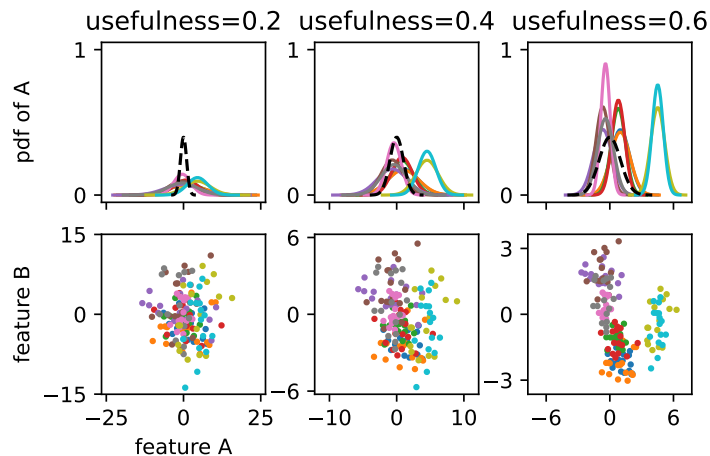 usefulness=0.2 usefulness=0.4 usefulness=0.6
pdf of A
1
0
1
0
1
0
feature B
15
0
−15
6
0
−6
3
0
−3
−25 0 25
−10 0 10
−6 0 6
feature A